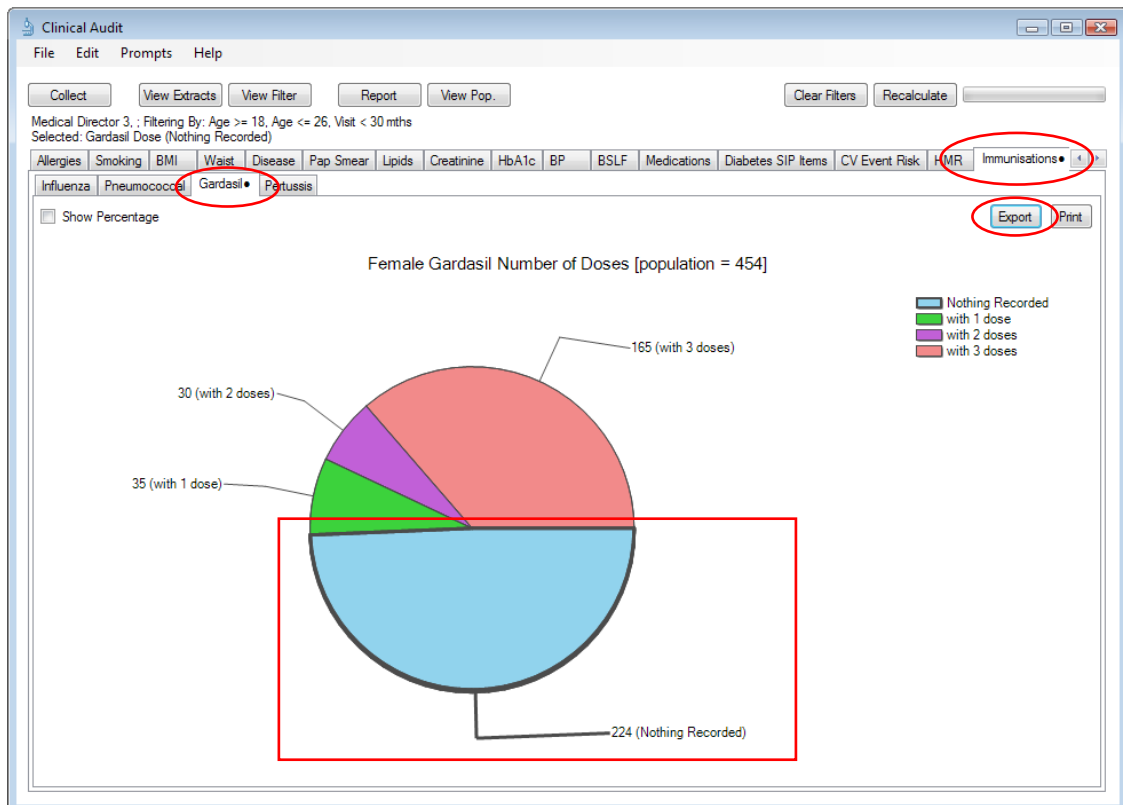 Clinical Audit
File Edit Prompts Help
Collect View Extracts View Filter Report View Pop. Clear Filters Recalculate
Medical Director 3, ; Filtering By: Age >= 18, Age <= 26, Visit < 30 mths
Selected: Gardasil Dose (Nothing Recorded)
Allergies Smoking BMI Waist Disease Pap Smear Lipids Creatinine HbA1c BP BSLF Medications Diabetes SIP Items CV Event Risk HMR Immunisations•
Influenza Pneumococcal Gardasil• Pertussis
Show Percentage Export Print
Female Gardasil Number of Doses [population = 454]
Nothing Recorded
with 1 dose
with 2 doses
with 3 doses
165 (with 3 doses)
30 (with 2 doses)
35 (with 1 dose)
224 (Nothing Recorded)